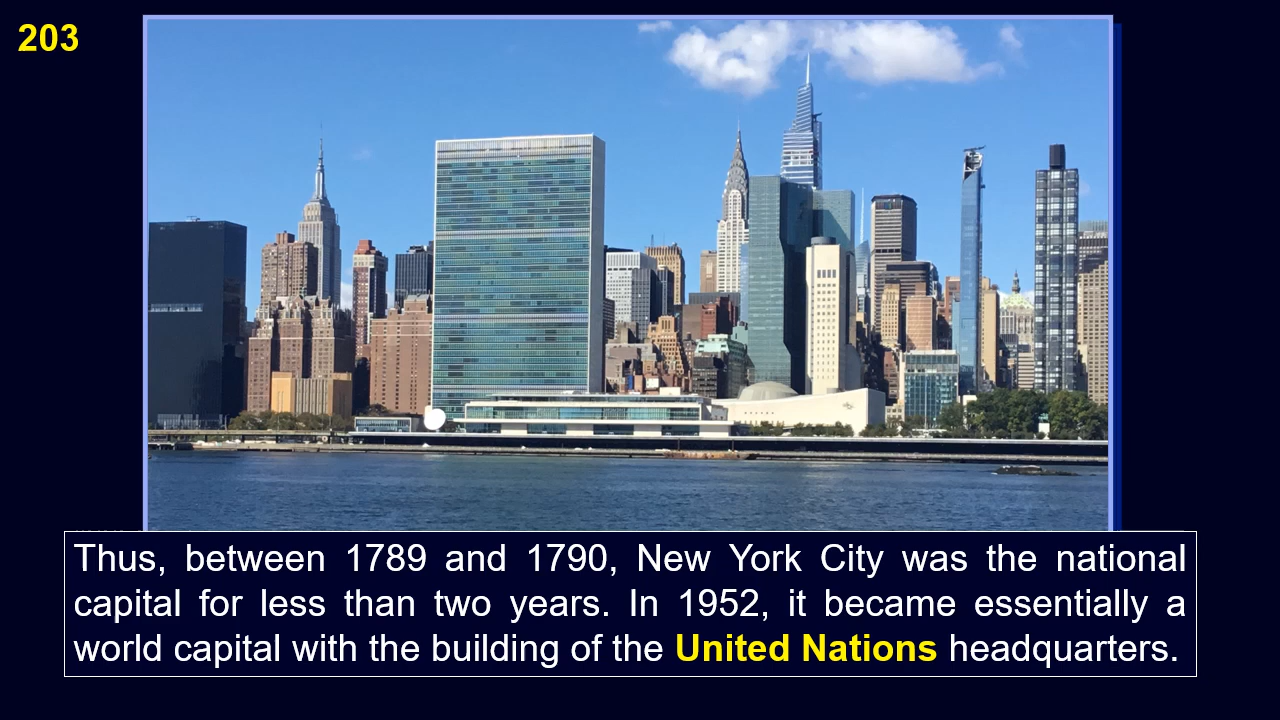 203
Thus, between 1789 and 1790, New York City was the national
capital for less than two years. In 1952, it became essentially a
world capital with the building of the United Nations headquarters.